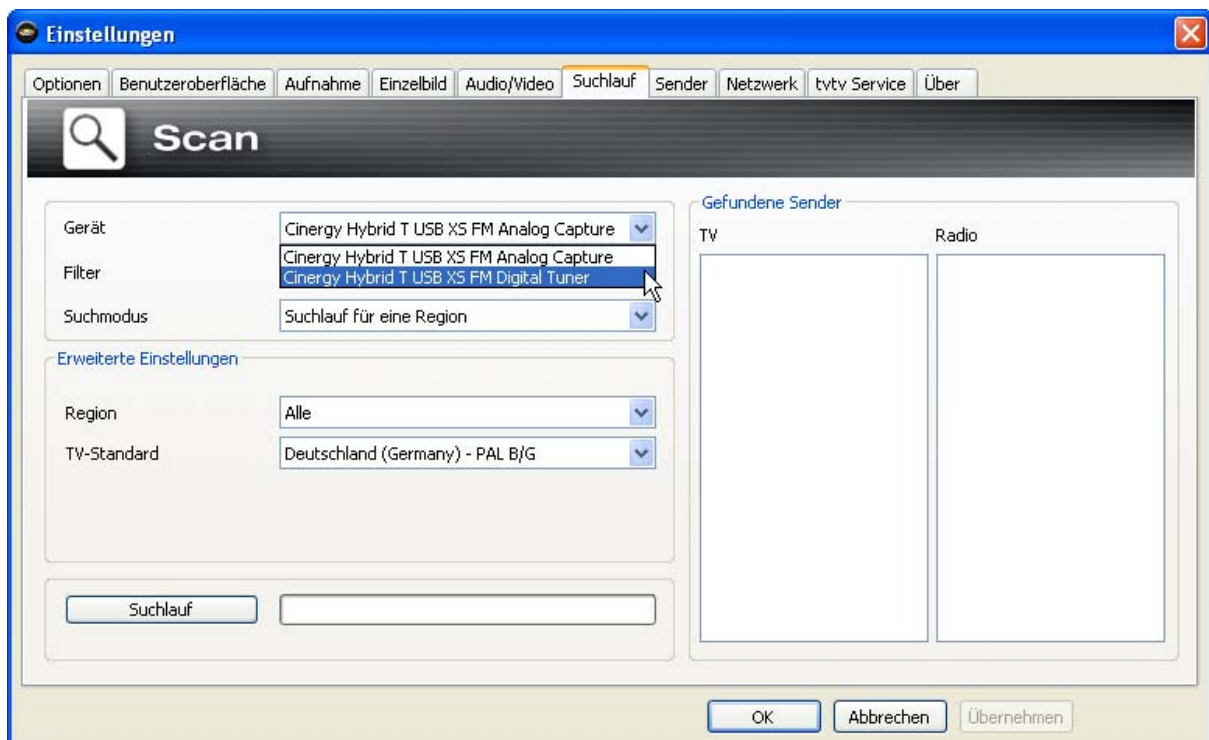 Einstellungen
Optionen Benutzeroberfläche Aufnahme Einzelbild Audio/Video Suchlauf Sender Netzwerk tvtv Service Über
Scan
Gerät
Cinergy Hybrid T USB XS FM Analog Capture
Cinergy Hybrid T USB XS FM Analog Capture
Filter
Cinergy Hybrid T USB XS FM Digital Tuner
Suchmodus
Suchlauf für eine Region
Erweiterte Einstellungen
Region
Alle
TV-Standard
Deutschland (Germany) - PAL B/G
Suchlauf
Gefundene Sender
TV
Radio
OK
Abbrechen
Übernehmen